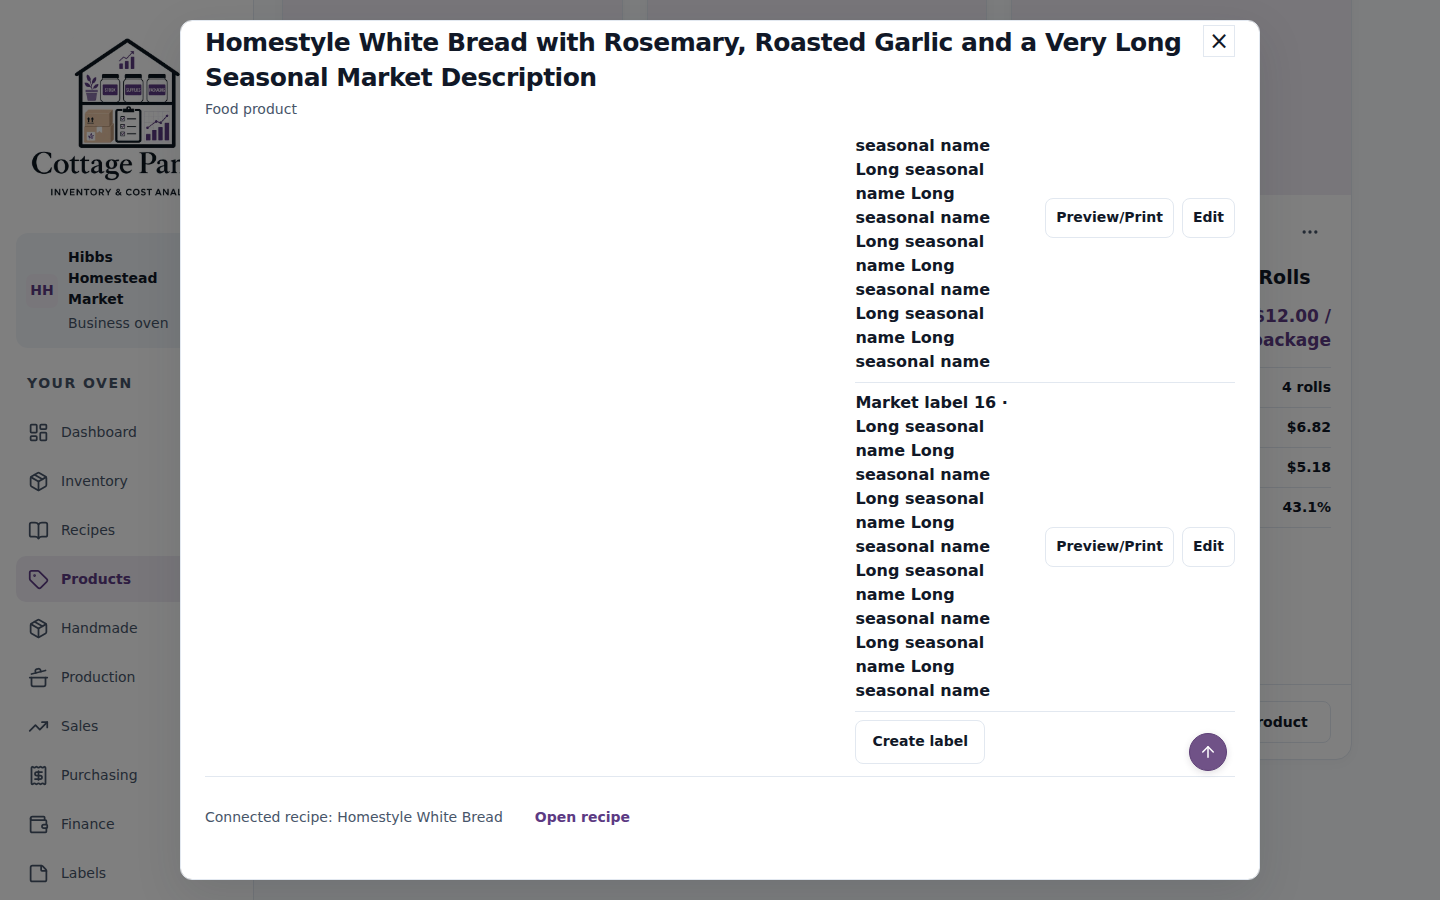 Cottage Pan
INVENTORY & COST ANAL
HH
Hibbs
Homestead
Market
Business oven
YOUR OVEN
Dashboard
Inventory
Recipes
Products
Handmade
Production
Sales
Purchasing
Finance
Labels
Homestyle White Bread with Rosemary, Roasted Garlic and a Very Long
Seasonal Market Description
Food product
seasonal name
Long seasonal
name Long
seasonal name
Long seasonal
name Long
seasonal name
Long seasonal
name Long
seasonal name
Preview/Print
Edit
Market label 16 ·
Long seasonal
name Long
seasonal name
Long seasonal
name Long
seasonal name
Long seasonal
name Long
seasonal name
Long seasonal
name Long
seasonal name
Preview/Print
Edit
Create label
Connected recipe: Homestyle White Bread
Open recipe
Rolls
$12.00 /
package
4 rolls
$6.82
$5.18
43.1%
roduct